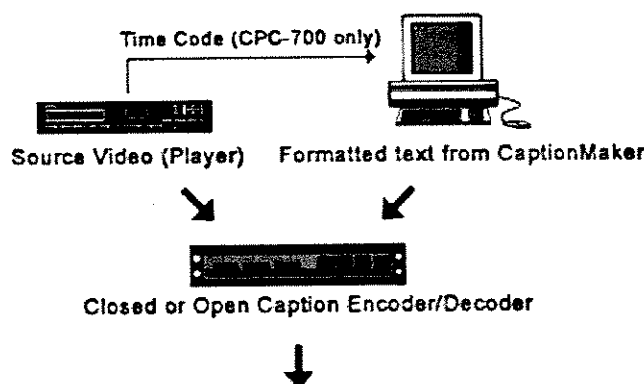 Time Code (CPC-700 only)
Source Video (Player)
Formatted text from CaptionMaker
Closed or Open Caption Encoder/Decoder